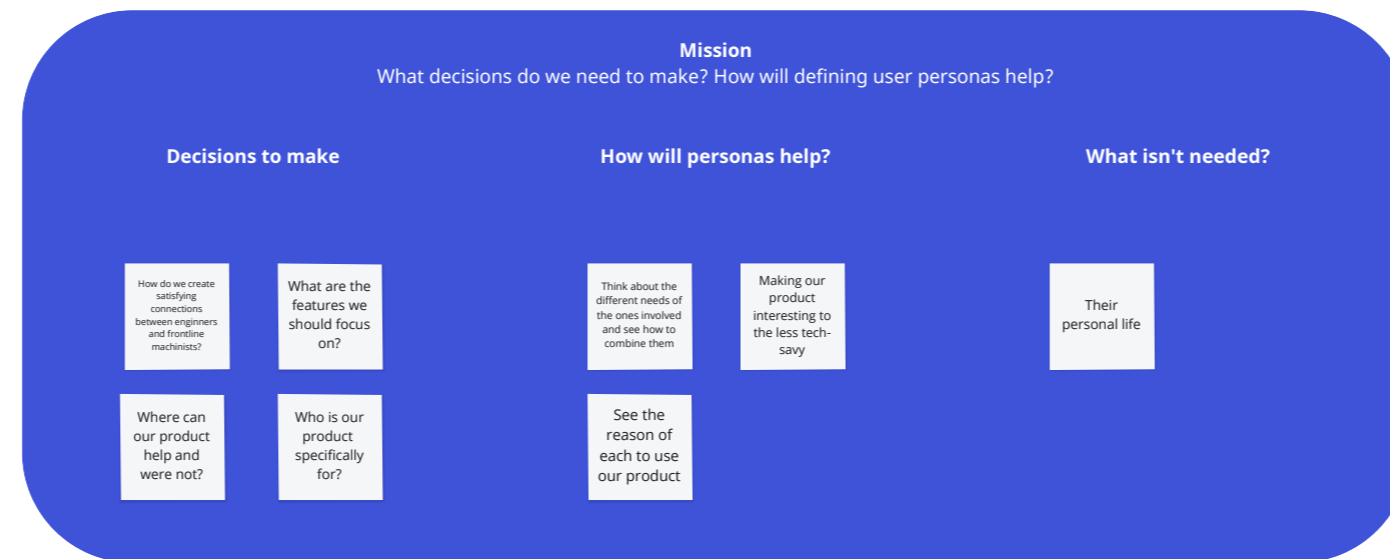 Mission
What decisions do we need to make? How will defining user personas help?
Decisions to make
How do we create
satisfying
connections
between enginners
and frontline
machinists?
What are the
features we
should focus
on?
Where can
our product
help and
were not?
Who is our
product
specifically
for?
How will personas help?
Think about the
different needs of
the ones involved
and see how to
combine them
Making our
product
interesting to
the less tech-
savy
See the
reason of
each to use
our product
What isn't needed?
Their
personal life